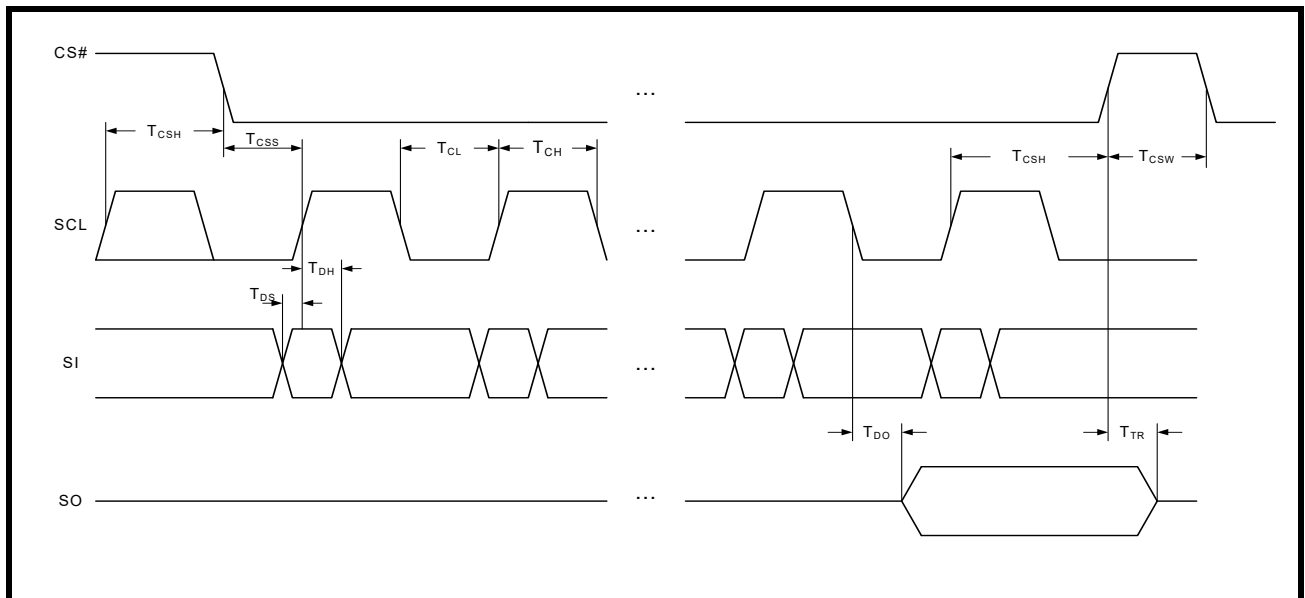 CS#
...
TCSH
TCSS
TCL
TCH
TCSH
TCSW
SCL
...
TDH
TDS
SI
...
TDO
TTR
SO
...